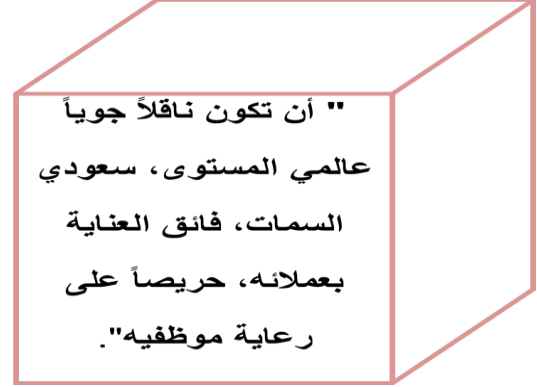 " أن تكون ناقلاً جوياً
عالمي المستوى، سعودي
السمات، فائق العناية
بعملائه، حريصاً على
رعاية موظفيه".